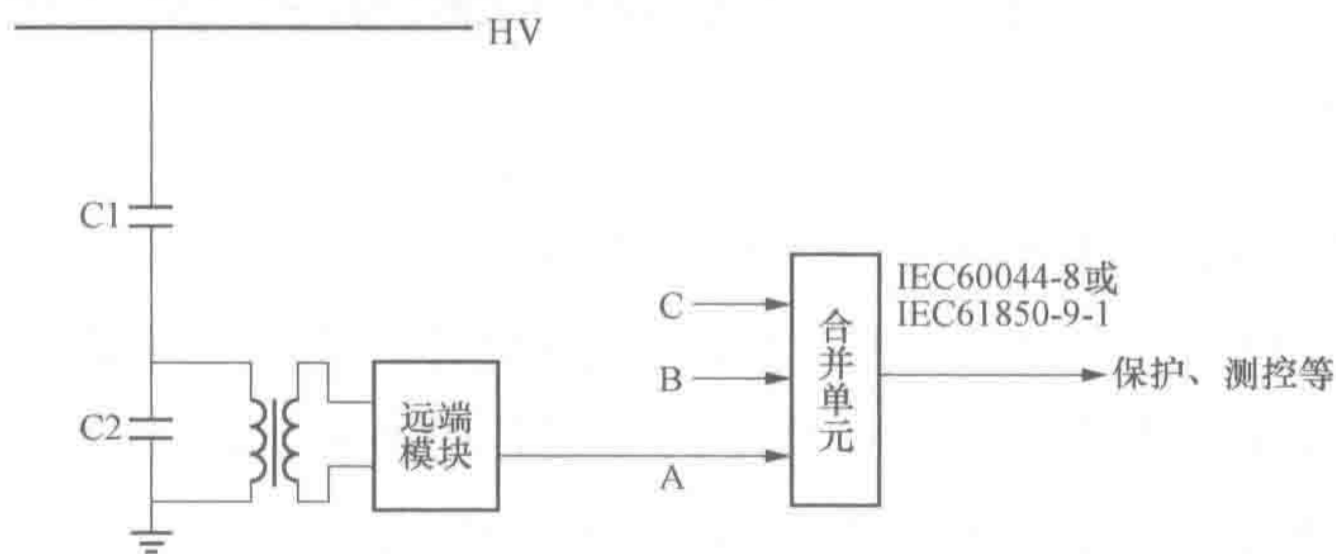 HV
C1
C2
远端
模块
A
B
C
合并单元
IEC60044-8或
IEC61850-9-1
保护、测控等